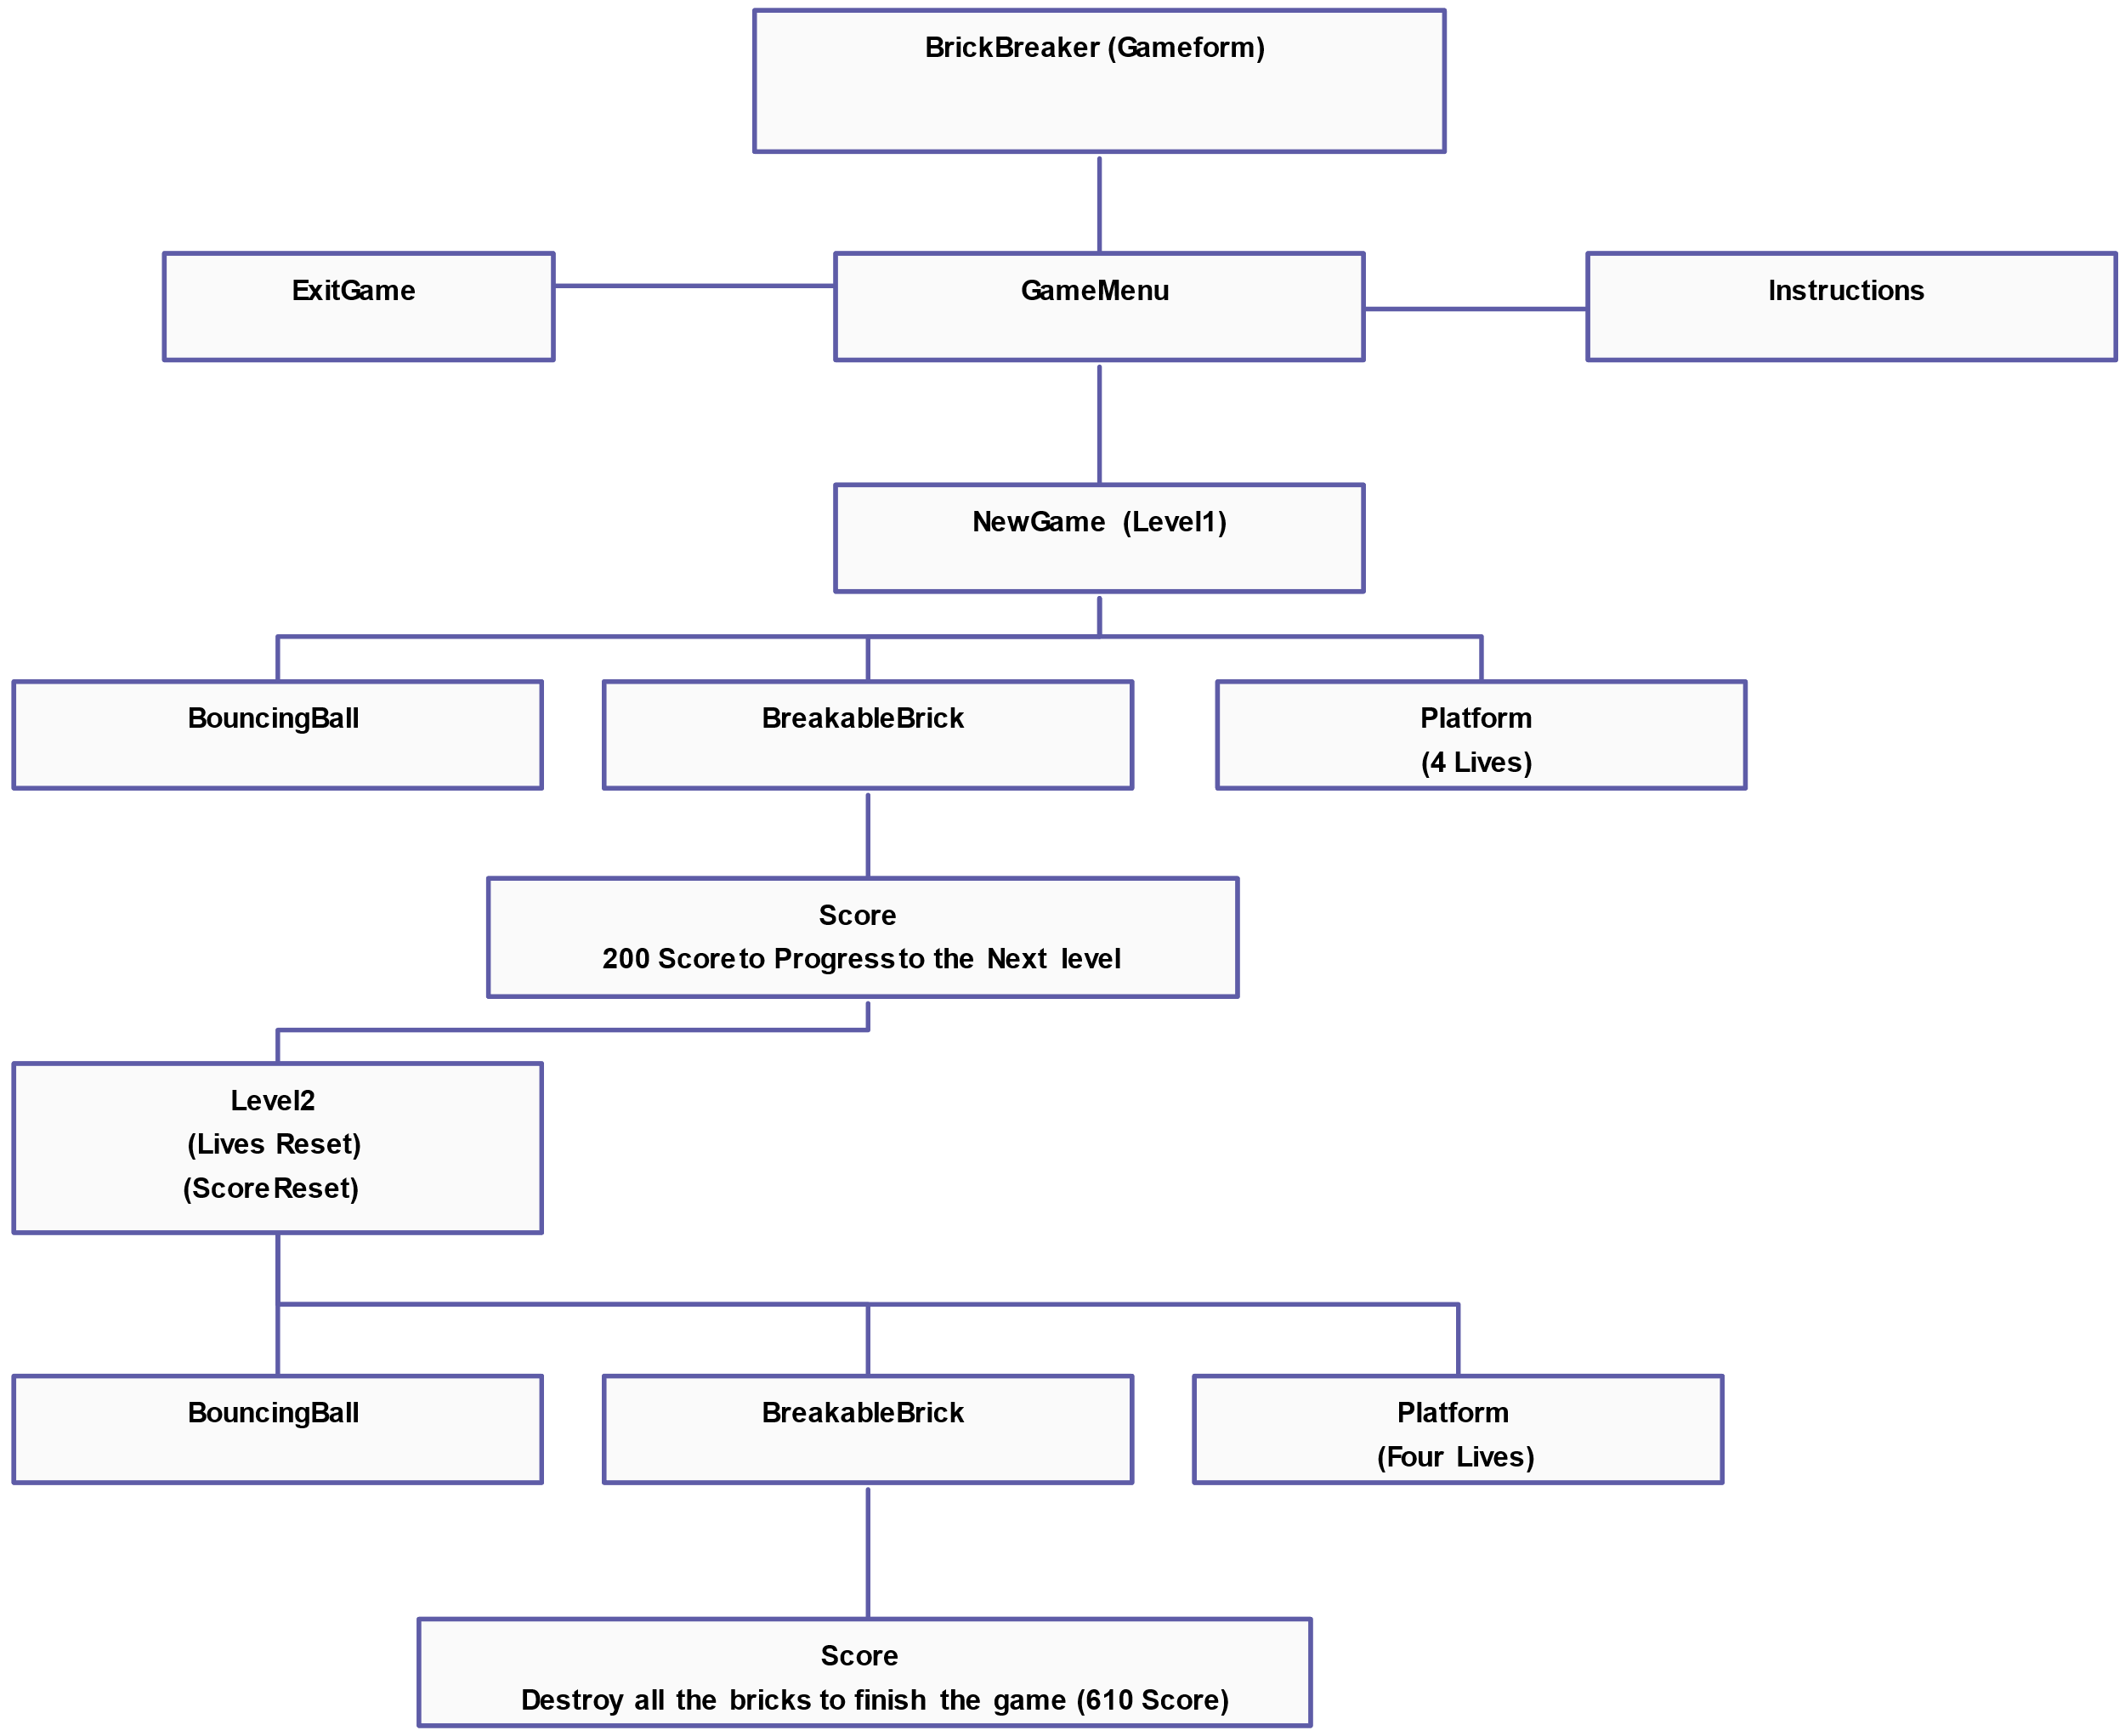 BrickBreaker (Gameform)
ExitGame
GameMenu
Instructions
NewGame (Level1)
BouncingBall
BreakableBrick
Platform
(4 Lives)
Score
200 Score to Progress to the Next level
Level2
(Lives Reset)
(Score Reset)
BouncingBall
BreakableBrick
Platform
(Four Lives)
Score
Destroy all the bricks to finish the game (610 Score)